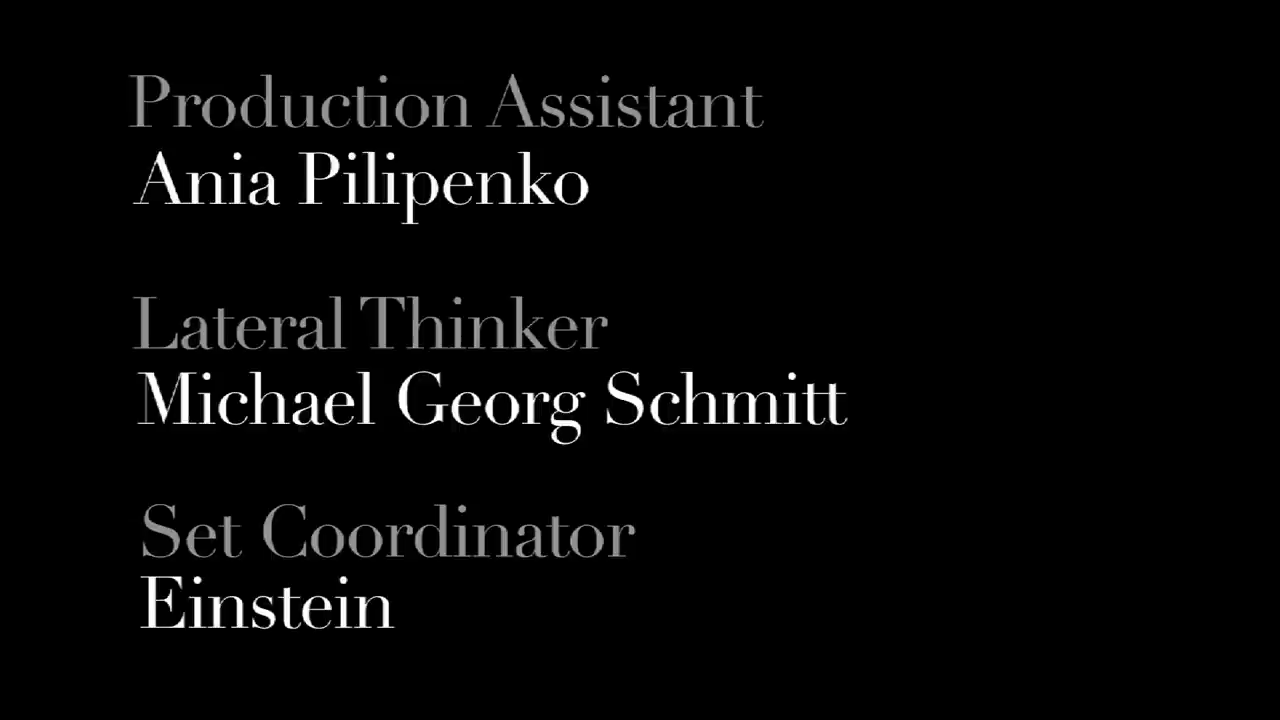 Production Assistant
Ania Pilipenko
Lateral Thinker
Michael Georg Schmitt
Set Coordinator
Einstein